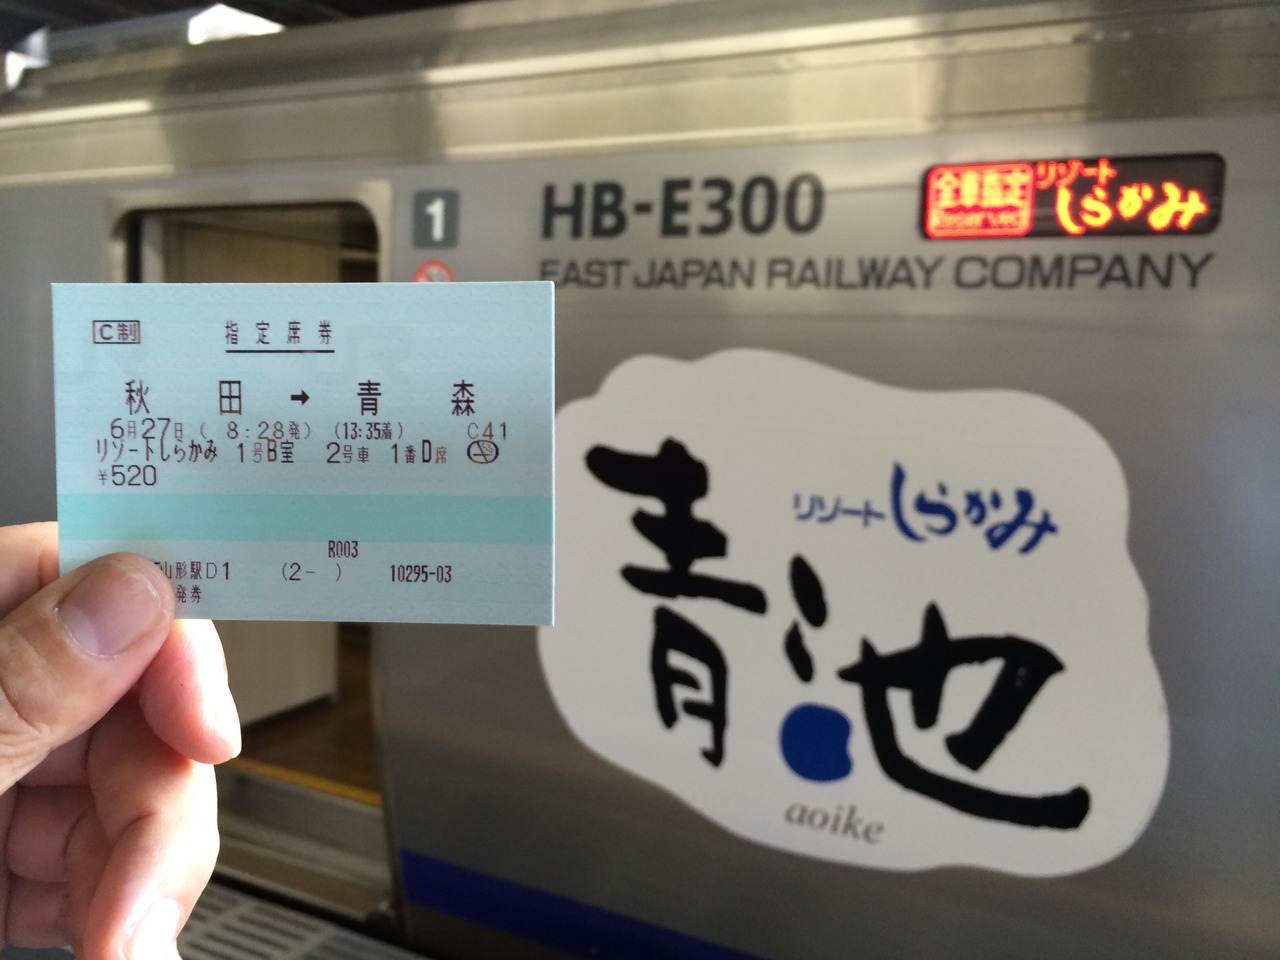 1
HB-E300
全車指定
Reserved
リゾート
しらかみ
EAST JAPAN RAILWAY COMPANY
C制
指定席券
秋田➡青森
6月27日 ( 8:28発) (13:35着) C41
リゾートしらかみ 1号B室 2号車 1番D席
¥520
R003
山形駅D1 (2- ) 10295-03
発券
リゾートしらかみ
青池
aoike